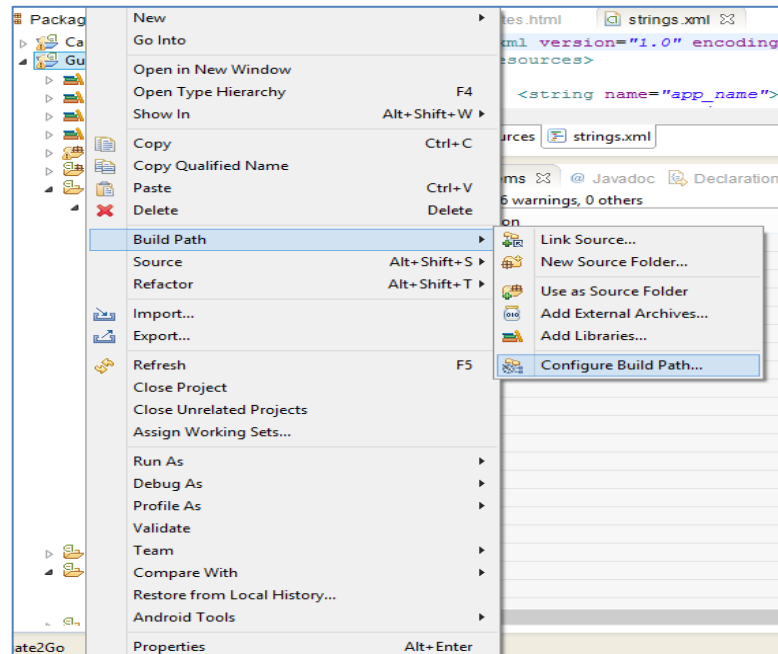 Packag
Ca
Gu
New
Go Into
Open in New Window
Open Type Hierarchy F4
Show In Alt+Shift+W
Copy Ctrl+C
Copy Qualified Name
Paste Ctrl+V
Delete Delete
Build Path
Source Alt+Shift+S
Refactor Alt+Shift+T
Import...
Export...
Refresh F5
Close Project
Close Unrelated Projects
Assign Working Sets...
Run As
Debug As
Profile As
Validate
Team
Compare With
Restore from Local History...
Android Tools
Properties Alt+Enter
ate2Go
tes.html strings.xml
xml version="1.0" encoding
esources>
<string name="app_name">
urces strings.xml
ms @ Javadoc Declaration
6 warnings, 0 others
on
Link Source...
New Source Folder...
Use as Source Folder
Add External Archives...
Add Libraries...
Configure Build Path...